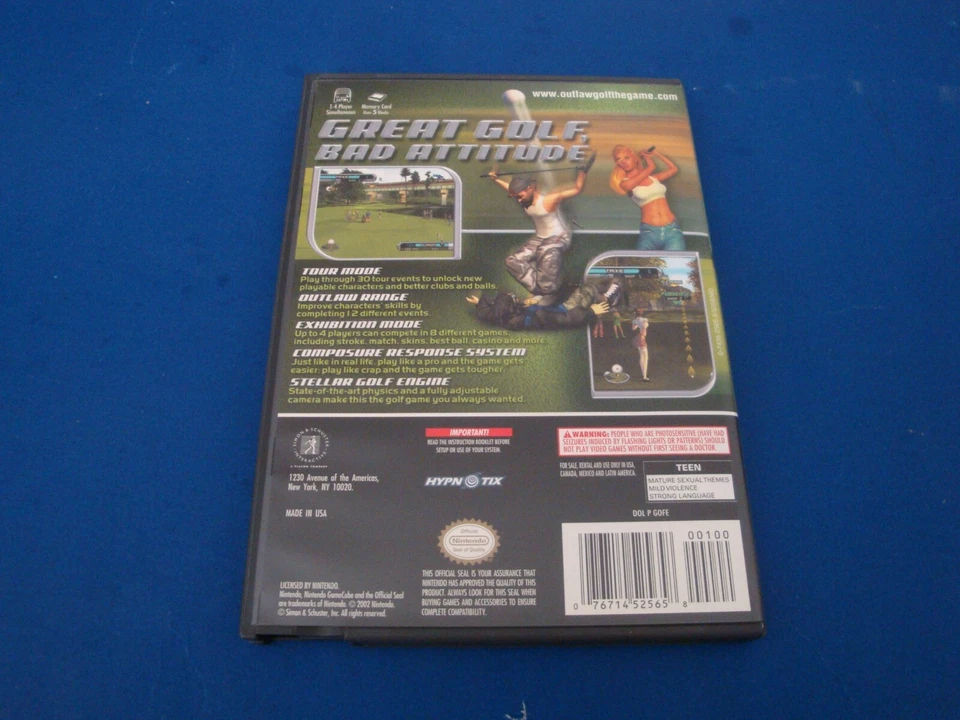 1-4 Player
Simultaneous
Memory Card
5 Blocks
www.outlawgolfthegame.com
GREAT GOLF,
BAD ATTITUDE
TOUR MODE
Play through 30 tour events to unlock new
playable characters and better clubs and balls.
OUTLAW RANGE
Improve characters' skills by
completing 12 different events.
EXHIBITION MODE
Up to 4 players can compete in 8 different games,
including stroke, match, skins, best ball, casino and more.
COMPOSURE RESPONSE SYSTEM
Just like in real life, play like a pro and the game gets
easier; play like crap and the game gets tougher.
STELLAR GOLF ENGINE
State-of-the-art physics and a fully adjustable
camera make this the golf game you always wanted.
SIMON & SCHUSTER
INTERACTIVE
A VIACOM COMPANY
1230 Avenue of the Americas,
New York, NY 10020.
MADE IN USA
IMPORTANT!
READ THE INSTRUCTION BOOKLET BEFORE
SETUP OR USE OF YOUR SYSTEM.
HYPNOTIX
WARNING: PEOPLE WHO ARE PHOTOSENSITIVE (HAVE HAD
SEIZURES INDUCED BY FLASHING LIGHTS OR PATTERNS) SHOULD
NOT PLAY VIDEO GAMES WITHOUT FIRST SEEING A DOCTOR.
FOR SALE, RENTAL AND USE ONLY IN USA,
CANADA, MEXICO AND LATIN AMERICA.
TEEN
MATURE SEXUAL THEMES
MILD VIOLENCE
STRONG LANGUAGE
DOL P GOFE
Official
Nintendo
Seal of Quality
THIS OFFICIAL SEAL IS YOUR ASSURANCE THAT
NINTENDO HAS APPROVED THE QUALITY OF THIS
PRODUCT. ALWAYS LOOK FOR THIS SEAL WHEN
BUYING GAMES AND ACCESSORIES TO ENSURE
COMPLETE COMPATIBILITY.
00100
0 76714 52565 8
LICENSED BY NINTENDO.
Nintendo, Nintendo GameCube and the Official Seal
are trademarks of Nintendo. © 2002 Nintendo.
© Simon & Schuster, Inc. All rights reserved.